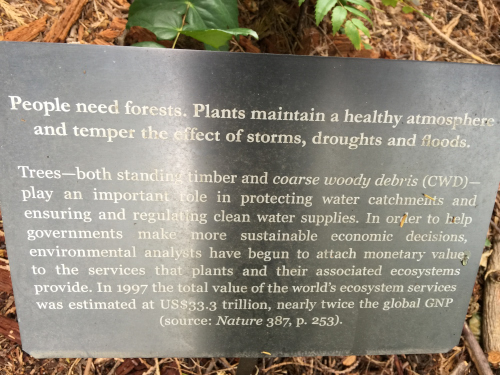 People need forests. Plants maintain a healthy atmosphere
and temper the effect of storms, droughts and floods.
Trees—both standing timber and coarse woody debris (CWD)—
play an important role in protecting water catchments and
ensuring and regulating clean water supplies. In order to help
governments make more sustainable economic decisions,
environmental analysts have begun to attach monetary value
to the services that plants and their associated ecosystems
provide. In 1997 the total value of the world's ecosystem services
was estimated at US$33.3 trillion, nearly twice the global GNP
(source: Nature 387, p. 253).